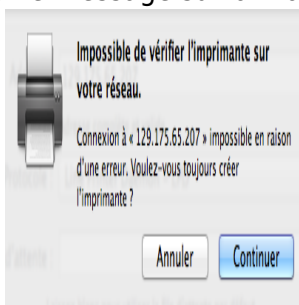 Impossible de vérifier l'imprimante sur
votre réseau.
Connexion à « 129.175.65.207 » impossible en raison
d'une erreur. Voulez-vous toujours créer
l'imprimante ?
Annuler
Continuer